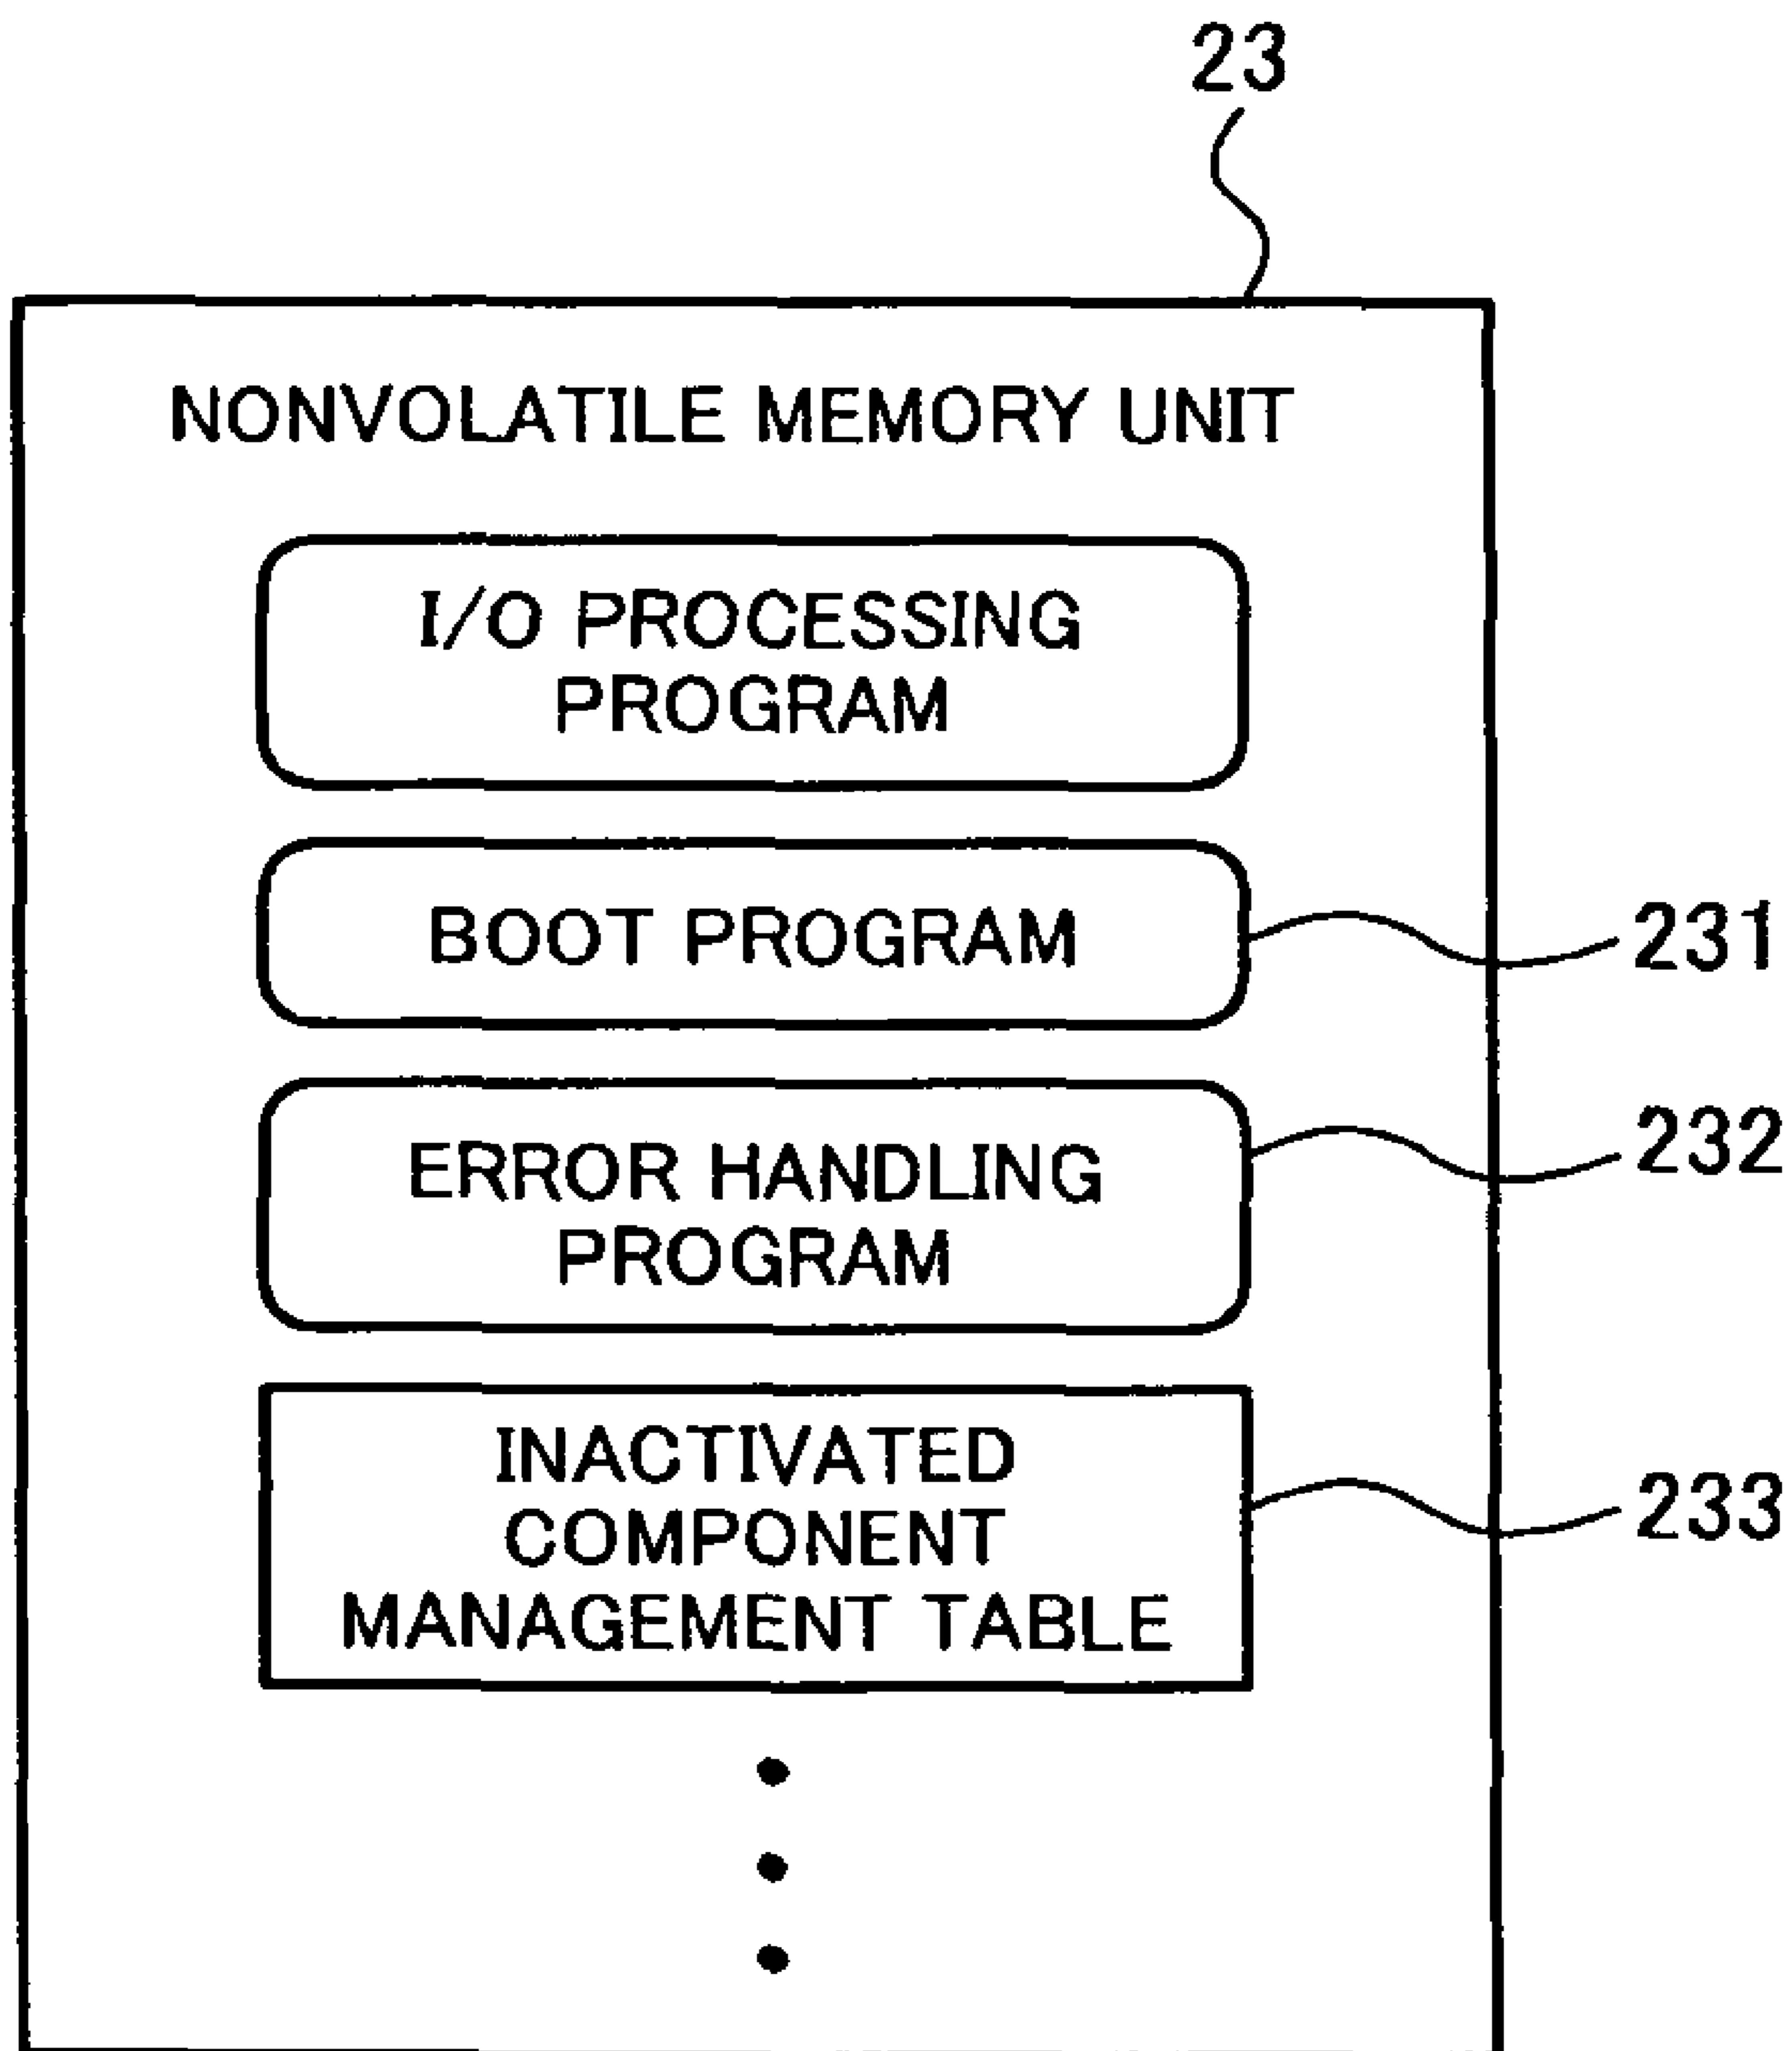 23
NONVOLATILE MEMORY UNIT
I/O PROCESSING
PROGRAM
BOOT PROGRAM
231
ERROR HANDLING
PROGRAM
232
INACTIVATED
COMPONENT
MANAGEMENT TABLE
233